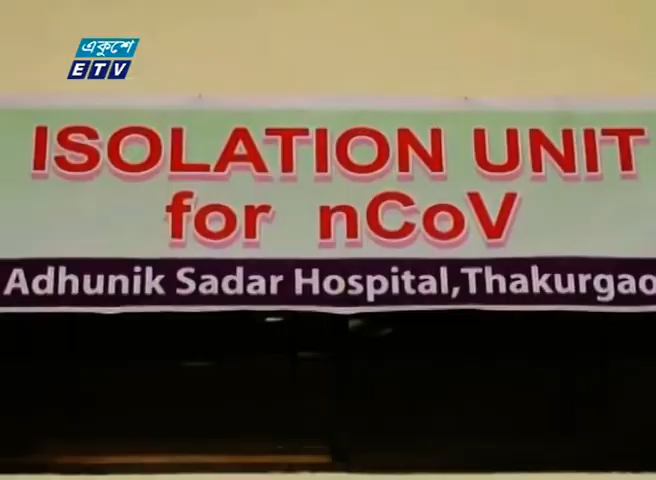 একুশে
ETV
ISOLATION UNIT
for nCoV
Adhunik Sadar Hospital,Thakurgao